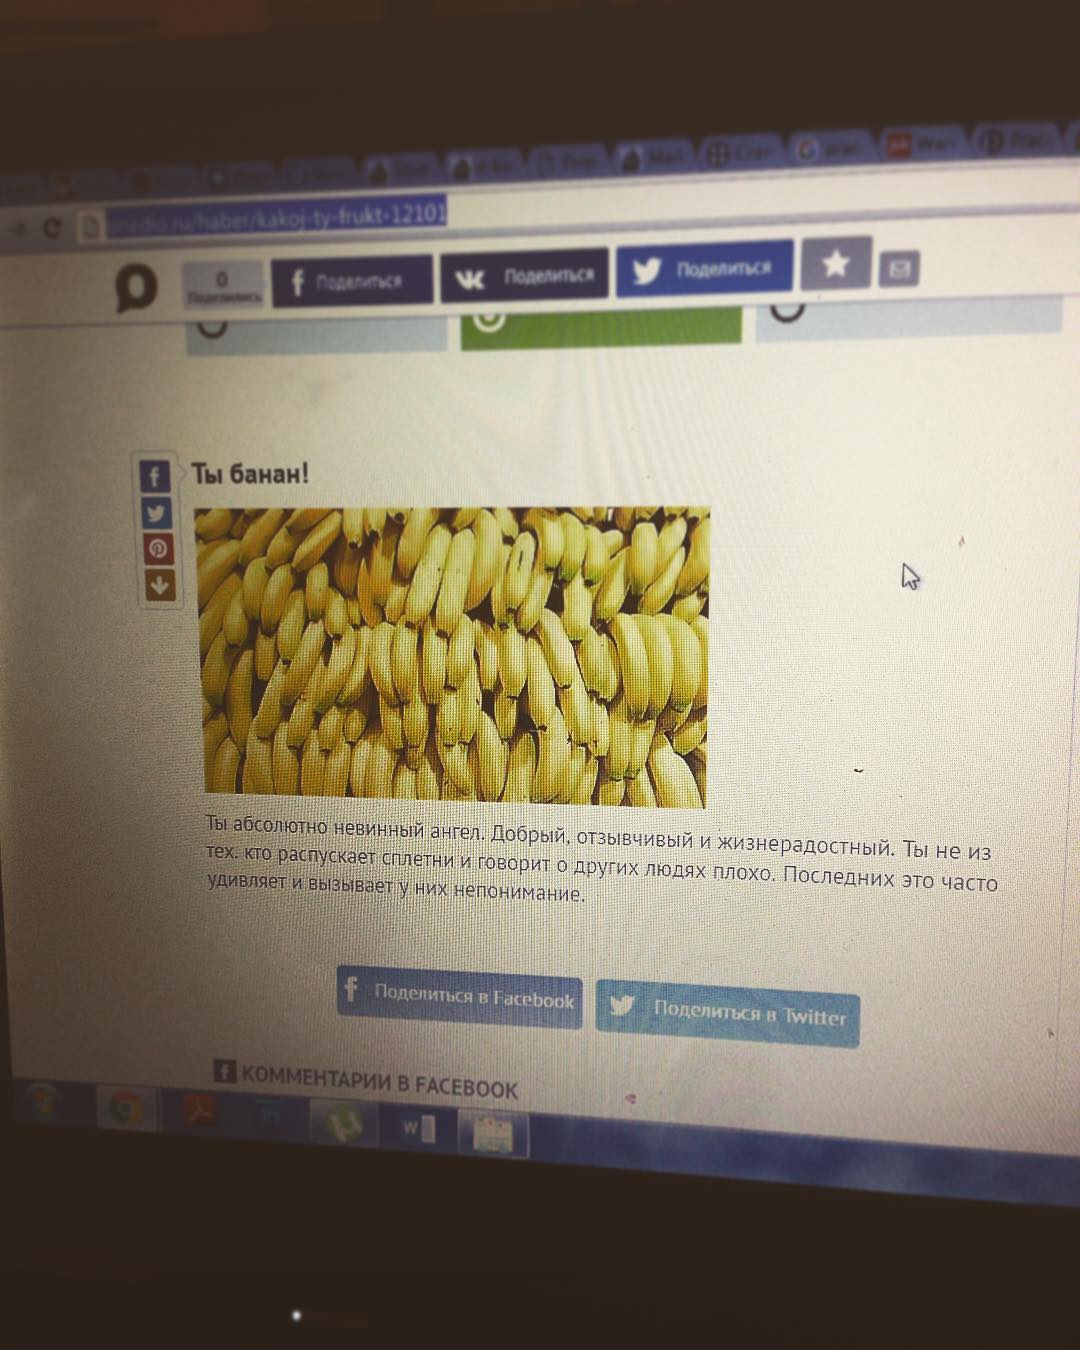 onedio.ru/haber/kakoj-ty-frukt-12101
0
Поделились
Поделиться
Поделиться
Поделиться
Ты банан!
Ты абсолютно невинный ангел. Добрый, отзывчивый и жизнерадостный. Ты не из
тех, кто распускает сплетни и говорит о других людях плохо. Последних это часто
удивляет и вызывает у них непонимание.
Поделиться в Facebook
Поделиться в Twitter
КОММЕНТАРИИ В FACEBOOK